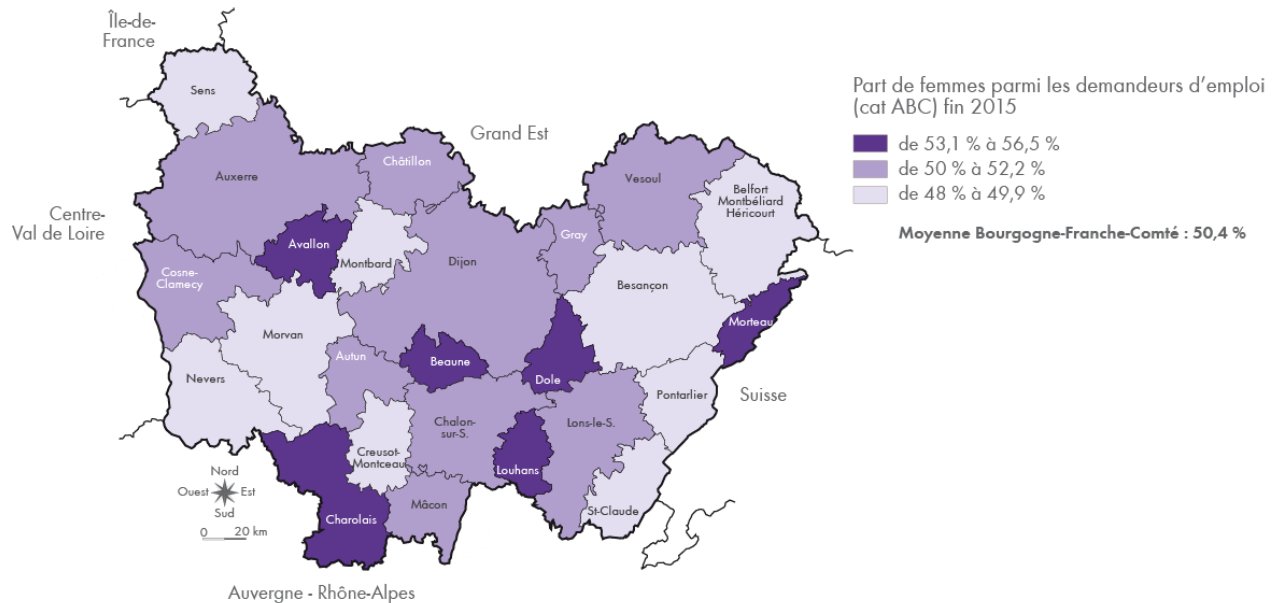 Île-de-
France
Sens
Grand Est
Part de femmes parmi les demandeurs d'emploi
(cat ABC) fin 2015
de 53,1 % à 56,5 %
de 50 % à 52,2 %
de 48 % à 49,9 %
Moyenne Bourgogne-Franche-Comté : 50,4 %
Châtillon
Auxerre
Vesoul
Belfort
Montbéliard
Héricourt
Centre-
Val de Loire
Avallon
Montbard
Gray
Dijon
Cosne-
Clamecy
Besançon
Morteau
Morvan
Autun
Beaune
Dole
Nevers
Pontarlier
Suisse
Chalon-
sur-S.
Lons-le-S.
Creusot-
Montceau
Louhans
Nord
Ouest
Est
Sud
0 20 km
Charolais
Mâcon
St-Claude
Auvergne - Rhône-Alpes